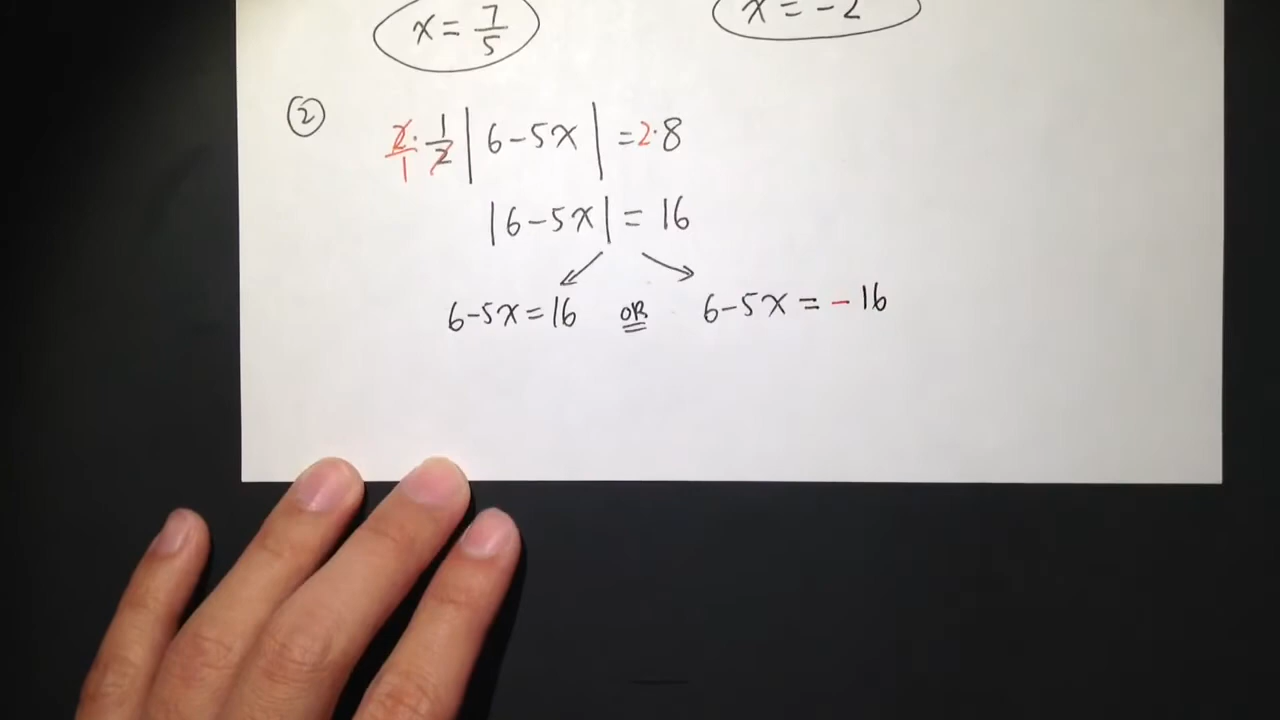 x = 7/5 x = -2
② 2/1 · 1/2 |6-5x| = 2·8
|6-5x| = 16
6-5x=16 OR 6-5x = -16